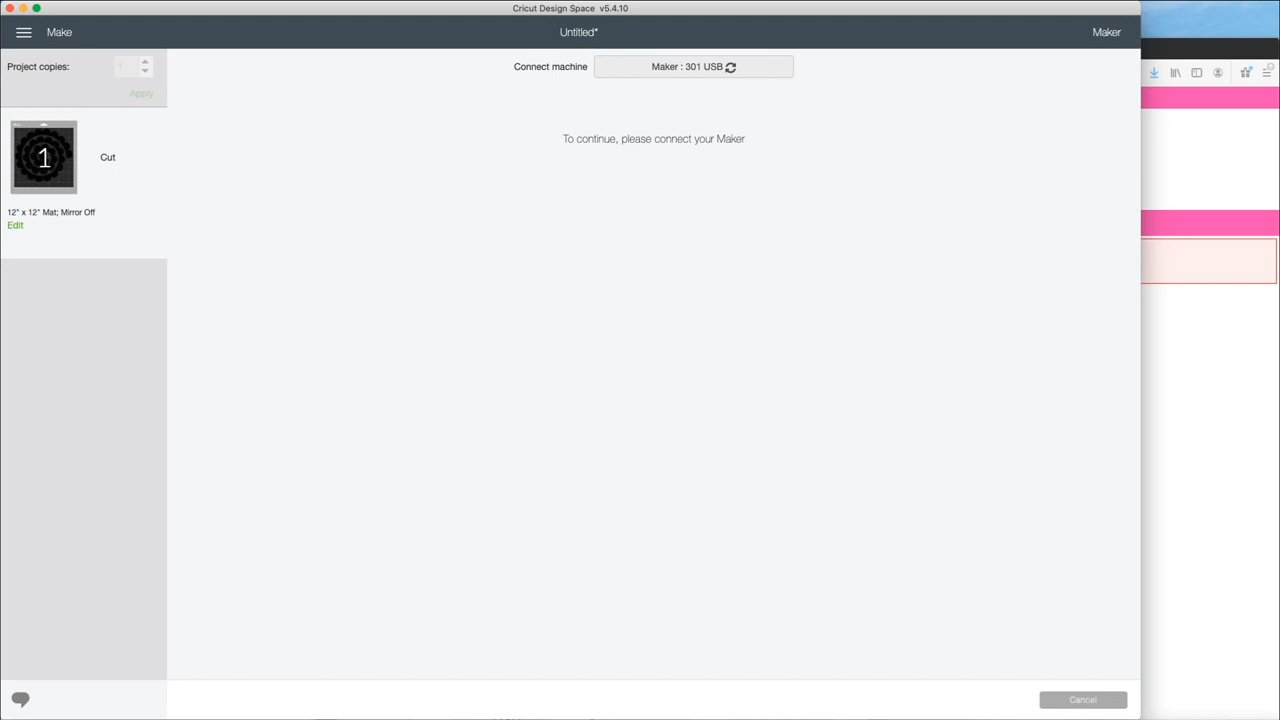 Cricut Design Space v5.4.10
Make
Untitled*
Maker
Project copies:
1
Apply
Connect machine
Maker : 301 USB
To continue, please connect your Maker
1
Cut
12" x 12" Mat; Mirror Off
Edit
Cancel